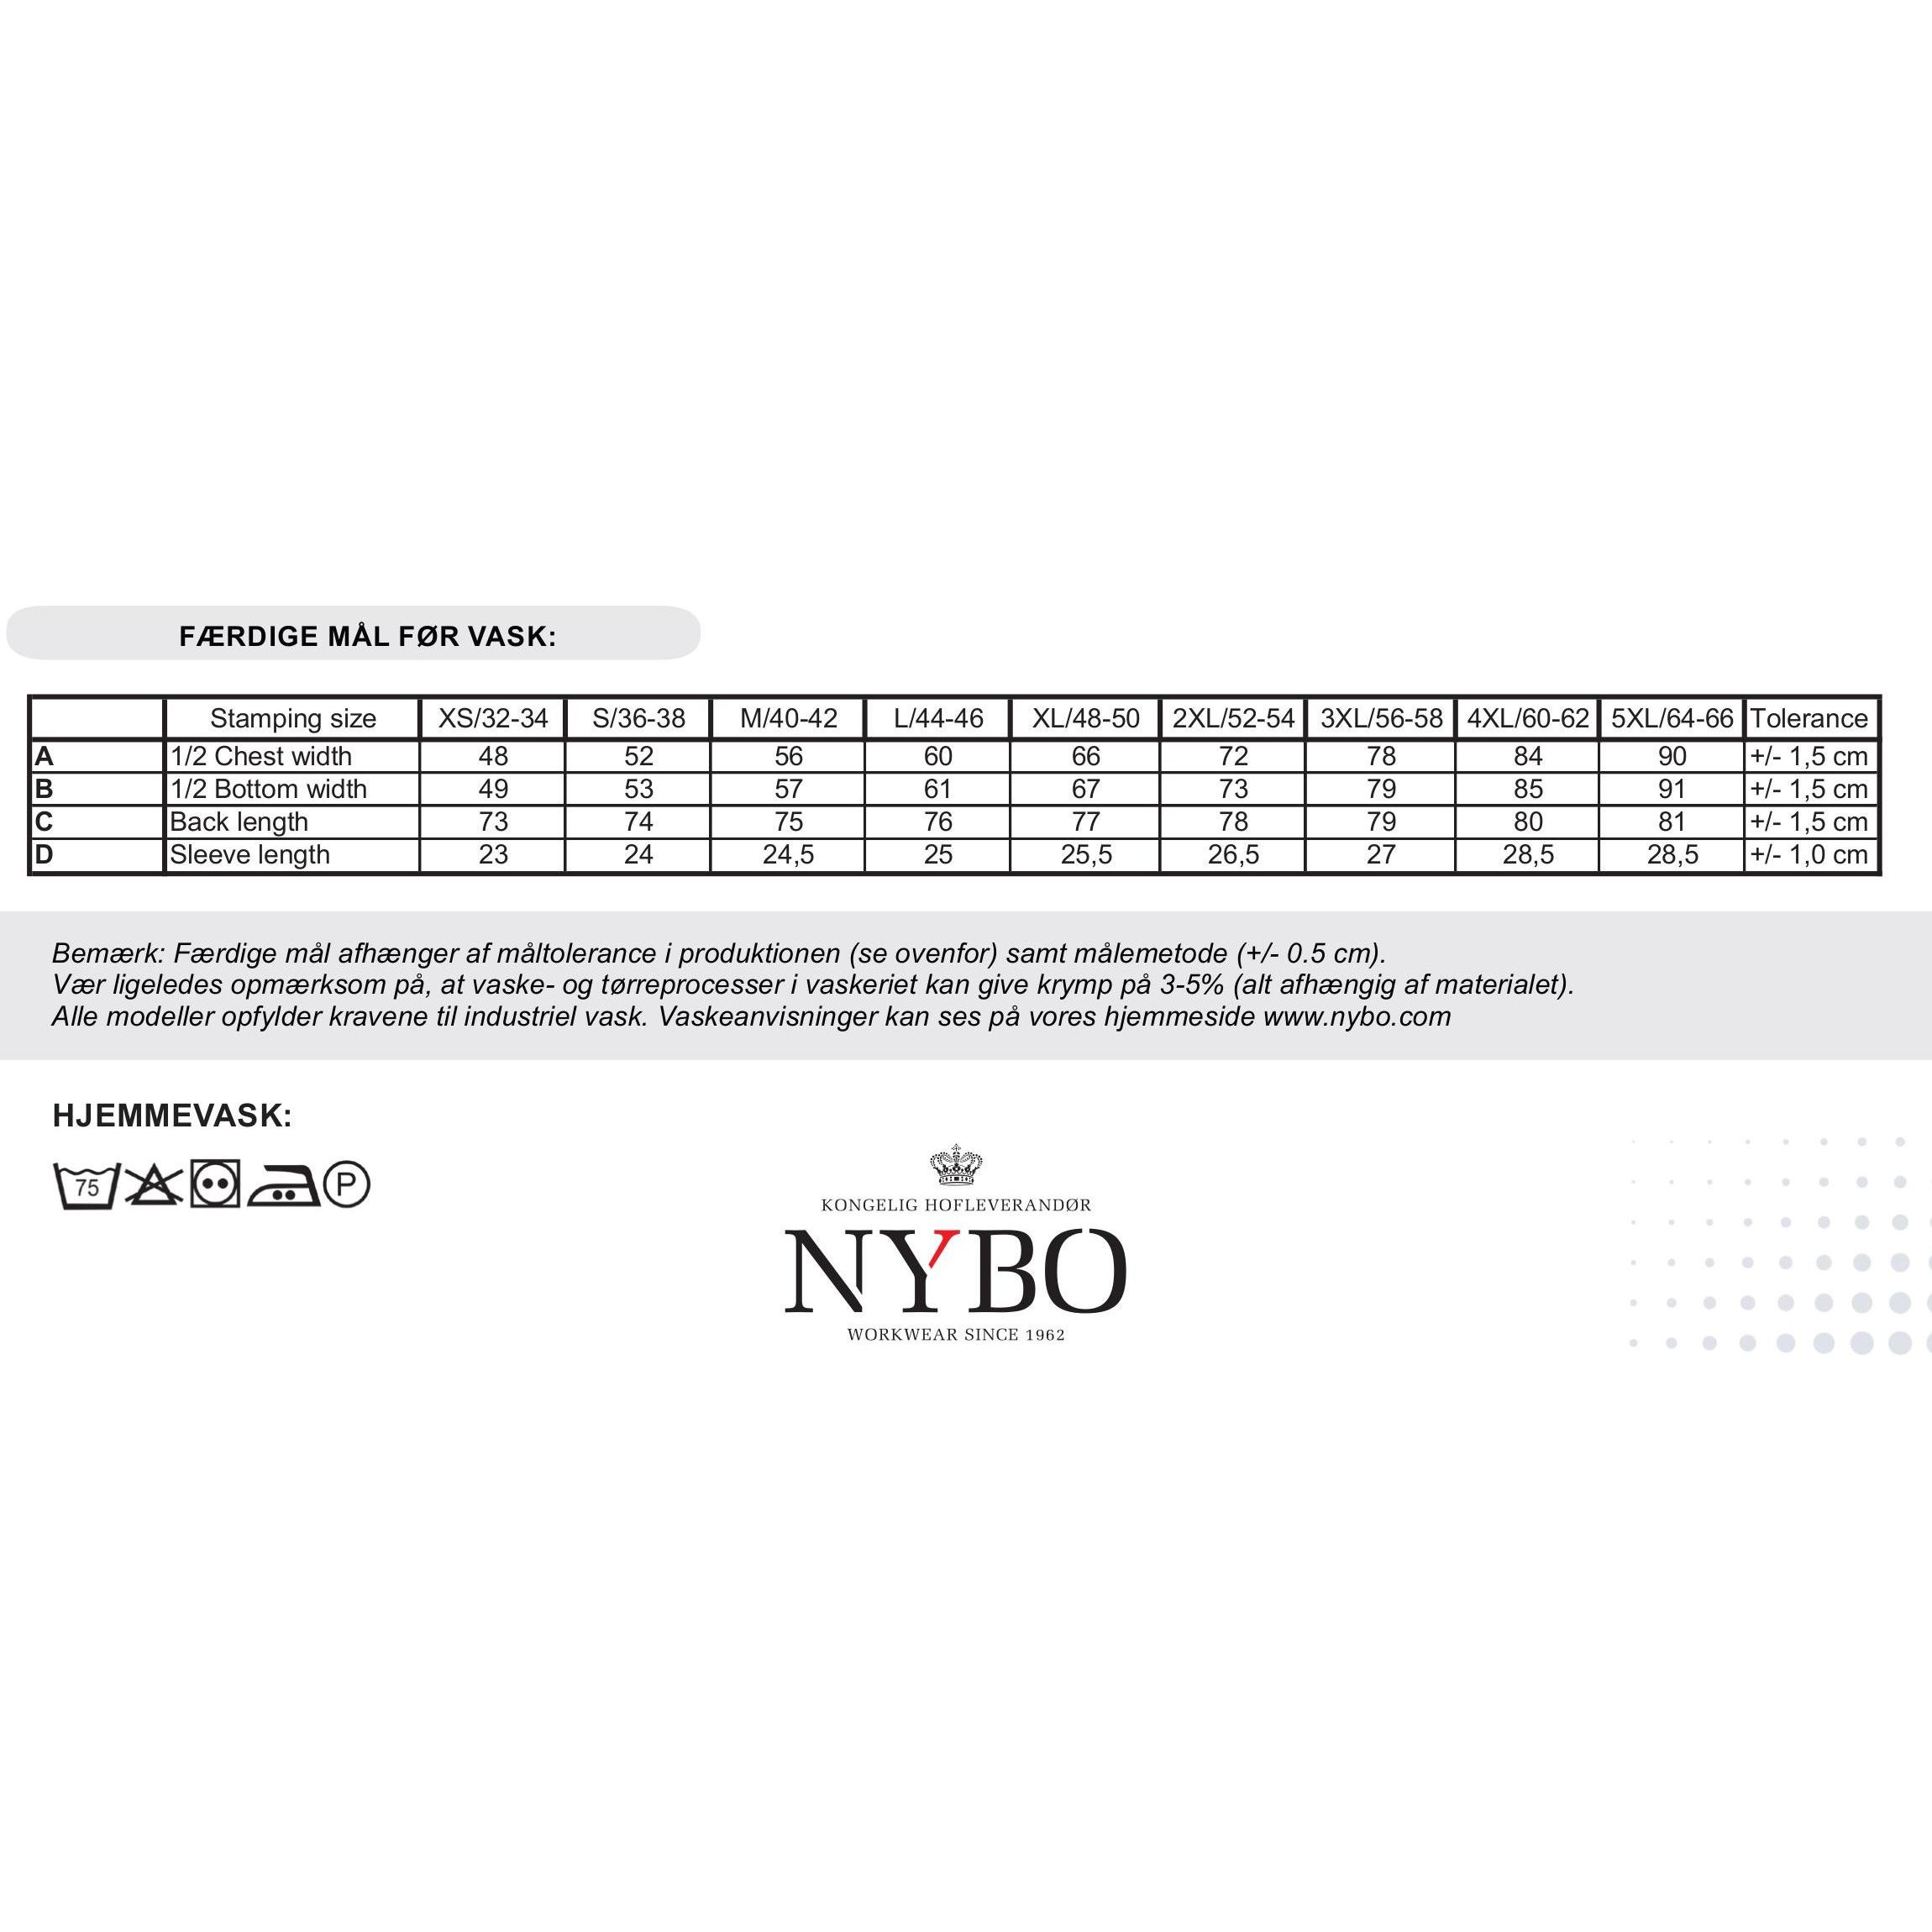 FÆRDIGE MÅL FØR VASK:
Stamping size XS/32-34 S/36-38 M/40-42 L/44-46 XL/48-50 2XL/52-54 3XL/56-58 4XL/60-62 5XL/64-66 Tolerance
A 1/2 Chest width 48 52 56 60 66 72 78 84 90 +/- 1,5 cm
B 1/2 Bottom width 49 53 57 61 67 73 79 85 91 +/- 1,5 cm
C Back length 73 74 75 76 77 78 79 80 81 +/- 1,5 cm
D Sleeve length 23 24 24,5 25 25,5 26,5 27 28,5 28,5 +/- 1,0 cm
Bemærk: Færdige mål afhænger af måltolerance i produktionen (se ovenfor) samt målemetode (+/- 0.5 cm).
Vær ligeledes opmærksom på, at vaske- og tørreprocesser i vaskeriet kan give krymp på 3-5% (alt afhængig af materialet).
Alle modeller opfylder kravene til industriel vask. Vaskeanvisninger kan ses på vores hjemmeside www.nybo.com
HJEMMEVASK:
75 P
KONGELIG HOFLEVERANDØR
NYBO
WORKWEAR SINCE 1962